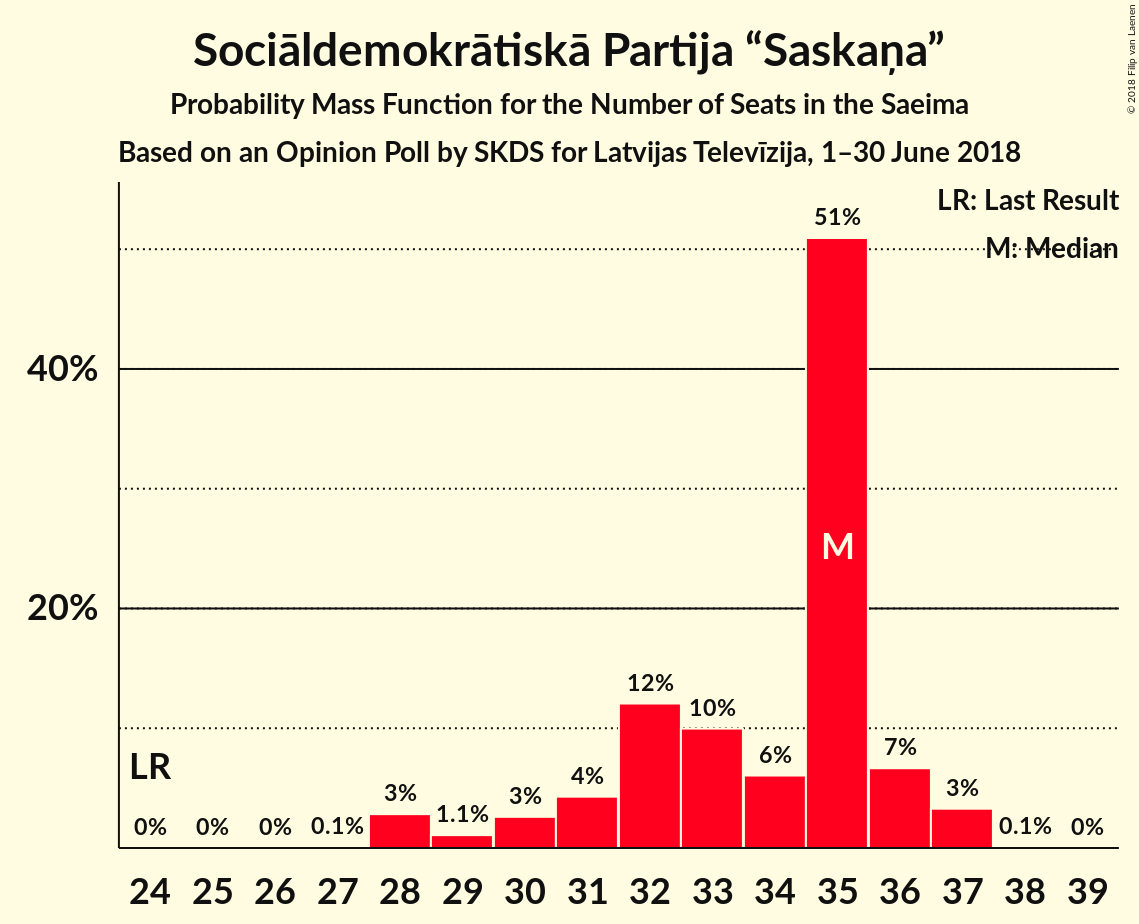 Sociāldemokrātiskā Partija “Saskaņa”
Probability Mass Function for the Number of Seats in the Saeima
Based on an Opinion Poll by SKDS for Latvijas Televīzija, 1–30 June 2018
© 2018 Filip van Laenen
LR: Last Result
M: Median
51%
40%
M
20%
12%
10%
LR
6%
7%
4%
3%
3%
3%
1.1%
0%
0%
0%
0.1%
0.1%
0%
24 25 26 27 28 29 30 31 32 33 34 35 36 37 38 39